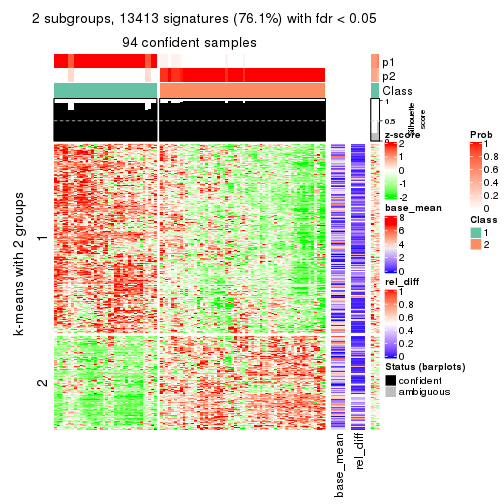 2 subgroups, 13413 signatures (76.1%) with fdr < 0.05
94 confident samples
p1
p2
Class
1
0.5
0
Silhouette
score
k-means with 2 groups
1
2
base_mean
rel_diff
z-score
2
1
0
-1
-2
base_mean
8
6
4
2
0
rel_diff
1
0.8
0.6
0.4
0.2
0
Status (barplots)
confident
ambiguous
Prob
1
0.8
0.6
0.4
0.2
0
Class
1
2